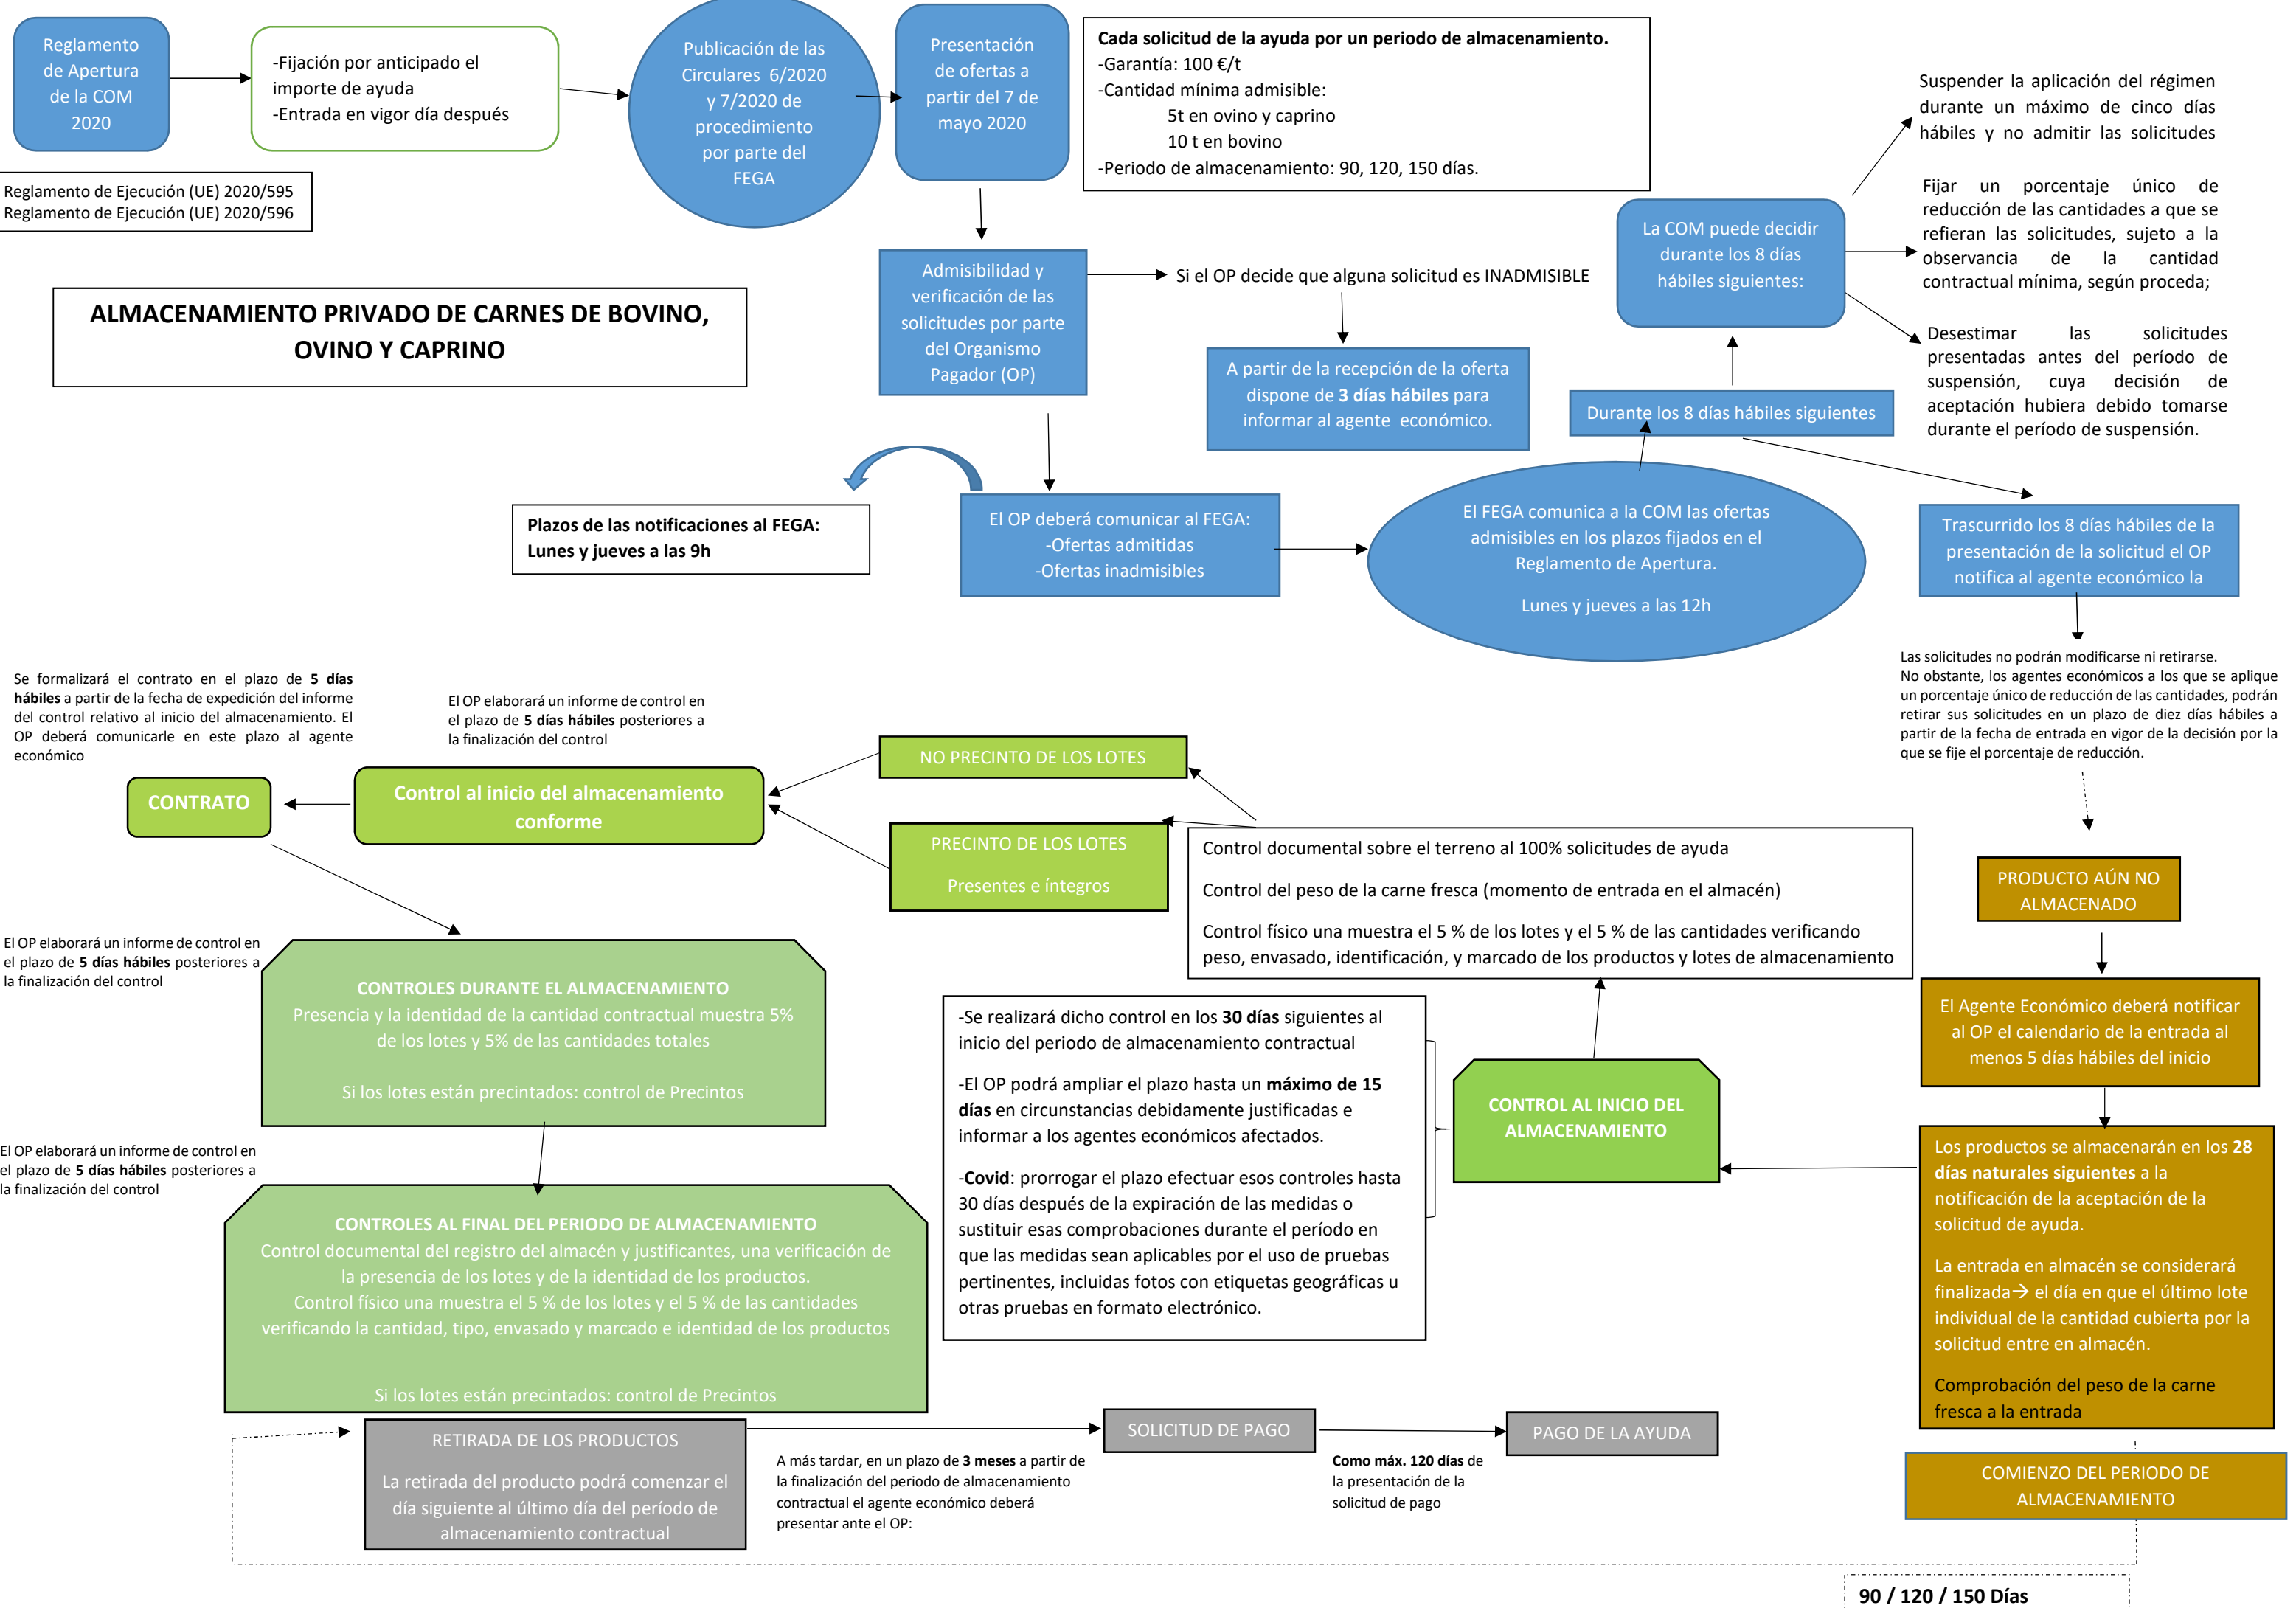 Reglamento
de Apertura
de la COM
2020
-Fijación por anticipado el
importe de ayuda
-Entrada en vigor día después
Publicación de las
Circulares 6/2020
y 7/2020 de
procedimiento
por parte del
FEGA
Presentación
de ofertas a
partir del 7 de
mayo 2020
Cada solicitud de la ayuda por un periodo de almacenamiento.
-Garantía: 100 €/t
-Cantidad mínima admisible:
5t en ovino y caprino
10 t en bovino
-Periodo de almacenamiento: 90, 120, 150 días.
Suspender la aplicación del régimen
durante un máximo de cinco días
hábiles y no admitir las solicitudes
Reglamento de Ejecución (UE) 2020/595
Reglamento de Ejecución (UE) 2020/596
Fijar un porcentaje único de
reducción de las cantidades a que se
refieran las solicitudes, sujeto a la
observancia de la cantidad
contractual mínima, según proceda;
La COM puede decidir
durante los 8 días
hábiles siguientes:
Desestimar las solicitudes
presentadas antes del período de
suspensión, cuya decisión de
aceptación hubiera debido tomarse
durante el período de suspensión.
ALMACENAMIENTO PRIVADO DE CARNES DE BOVINO,
OVINO Y CAPRINO
Admisibilidad y
verificación de las
solicitudes por parte
del Organismo
Pagador (OP)
Si el OP decide que alguna solicitud es INADMISIBLE
A partir de la recepción de la oferta
dispone de 3 días hábiles para
informar al agente económico.
Durante los 8 días hábiles siguientes
Plazos de las notificaciones al FEGA:
Lunes y jueves a las 9h
El OP deberá comunicar al FEGA:
-Ofertas admitidas
-Ofertas inadmisibles
El FEGA comunica a la COM las ofertas
admisibles en los plazos fijados en el
Reglamento de Apertura.
Lunes y jueves a las 12h
Trascurrido los 8 días hábiles de la
presentación de la solicitud el OP
notifica al agente económico la
Las solicitudes no podrán modificarse ni retirarse.
No obstante, los agentes económicos a los que se aplique
un porcentaje único de reducción de las cantidades, podrán
retirar sus solicitudes en un plazo de diez días hábiles a
partir de la fecha de entrada en vigor de la decisión por la
que se fije el porcentaje de reducción.
Se formalizará el contrato en el plazo de 5 días
hábiles a partir de la fecha de expedición del informe
del control relativo al inicio del almacenamiento. El
OP deberá comunicarle en este plazo al agente
económico
El OP elaborará un informe de control en
el plazo de 5 días hábiles posteriores a
la finalización del control
NO PRECINTO DE LOS LOTES
CONTRATO
Control al inicio del almacenamiento
conforme
PRECINTO DE LOS LOTES
Presentes e íntegros
Control documental sobre el terreno al 100% solicitudes de ayuda
Control del peso de la carne fresca (momento de entrada en el almacén)
Control físico una muestra el 5 % de los lotes y el 5 % de las cantidades verificando
peso, envasado, identificación, y marcado de los productos y lotes de almacenamiento
PRODUCTO AÚN NO
ALMACENADO
El OP elaborará un informe de control en
el plazo de 5 días hábiles posteriores a
la finalización del control
CONTROLES DURANTE EL ALMACENAMIENTO
Presencia y la identidad de la cantidad contractual muestra 5%
de los lotes y 5% de las cantidades totales
Si los lotes están precintados: control de Precintos
-Se realizará dicho control en los 30 días siguientes al
inicio del periodo de almacenamiento contractual
-El OP podrá ampliar el plazo hasta un máximo de 15
días en circunstancias debidamente justificadas e
informar a los agentes económicos afectados.
-Covid: prorrogar el plazo efectuar esos controles hasta
30 días después de la expiración de las medidas o
sustituir esas comprobaciones durante el período en
que las medidas sean aplicables por el uso de pruebas
pertinentes, incluidas fotos con etiquetas geográficas u
otras pruebas en formato electrónico.
CONTROL AL INICIO DEL
ALMACENAMIENTO
El Agente Económico deberá notificar
al OP el calendario de la entrada al
menos 5 días hábiles del inicio
Los productos se almacenarán en los 28
días naturales siguientes a la
notificación de la aceptación de la
solicitud de ayuda.
La entrada en almacén se considerará
finalizada→ el día en que el último lote
individual de la cantidad cubierta por la
solicitud entre en almacén.
Comprobación del peso de la carne
fresca a la entrada
El OP elaborará un informe de control en
el plazo de 5 días hábiles posteriores a
la finalización del control
CONTROLES AL FINAL DEL PERIODO DE ALMACENAMIENTO
Control documental del registro del almacén y justificantes, una verificación de
la presencia de los lotes y de la identidad de los productos.
Control físico una muestra el 5 % de los lotes y el 5 % de las cantidades
verificando la cantidad, tipo, envasado y marcado e identidad de los productos
Si los lotes están precintados: control de Precintos
RETIRADA DE LOS PRODUCTOS
La retirada del producto podrá comenzar el
día siguiente al último día del período de
almacenamiento contractual
A más tardar, en un plazo de 3 meses a partir de
la finalización del periodo de almacenamiento
contractual el agente económico deberá
presentar ante el OP:
SOLICITUD DE PAGO
Como máx. 120 días de
la presentación de la
solicitud de pago
PAGO DE LA AYUDA
COMIENZO DEL PERIODO DE
ALMACENAMIENTO
90 / 120 / 150 Días